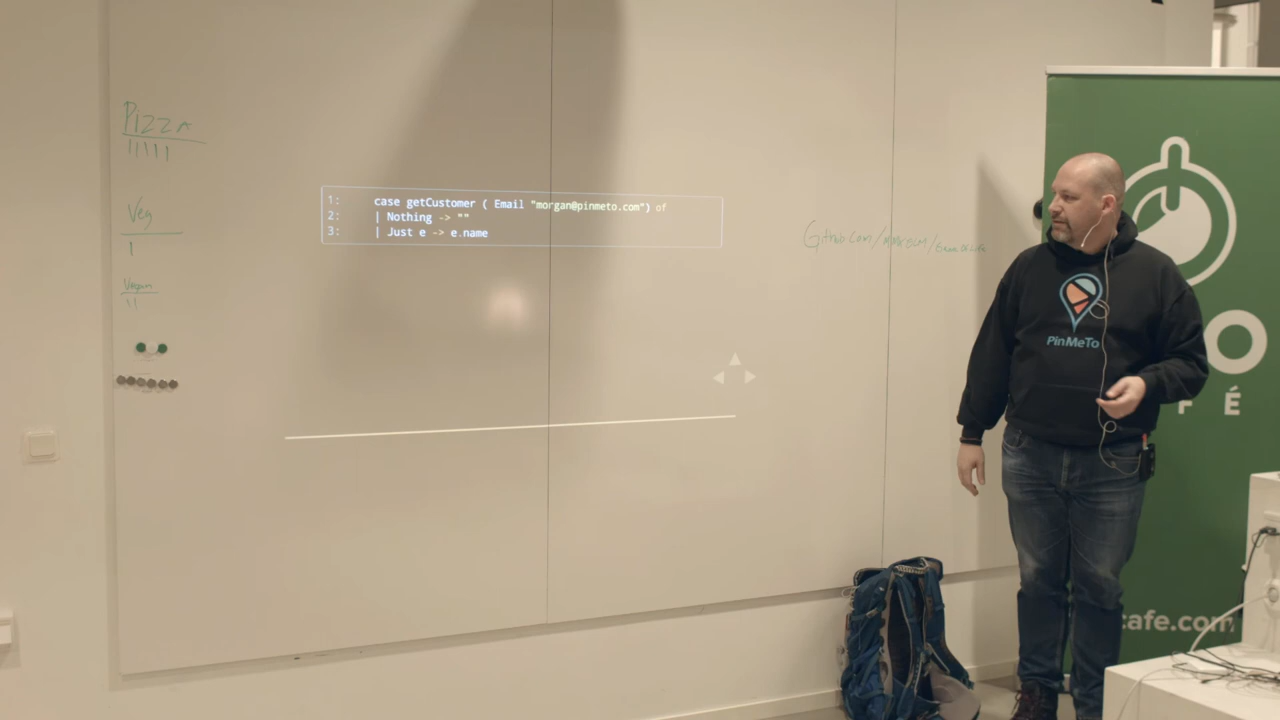 Pizza
Veg
Vegan
1: case getCustomer ( Email "morgan@pinmeto.com") of
2: | Nothing -> ""
3: | Just e -> e.name
PinMeTo
O
F É
cafe.com